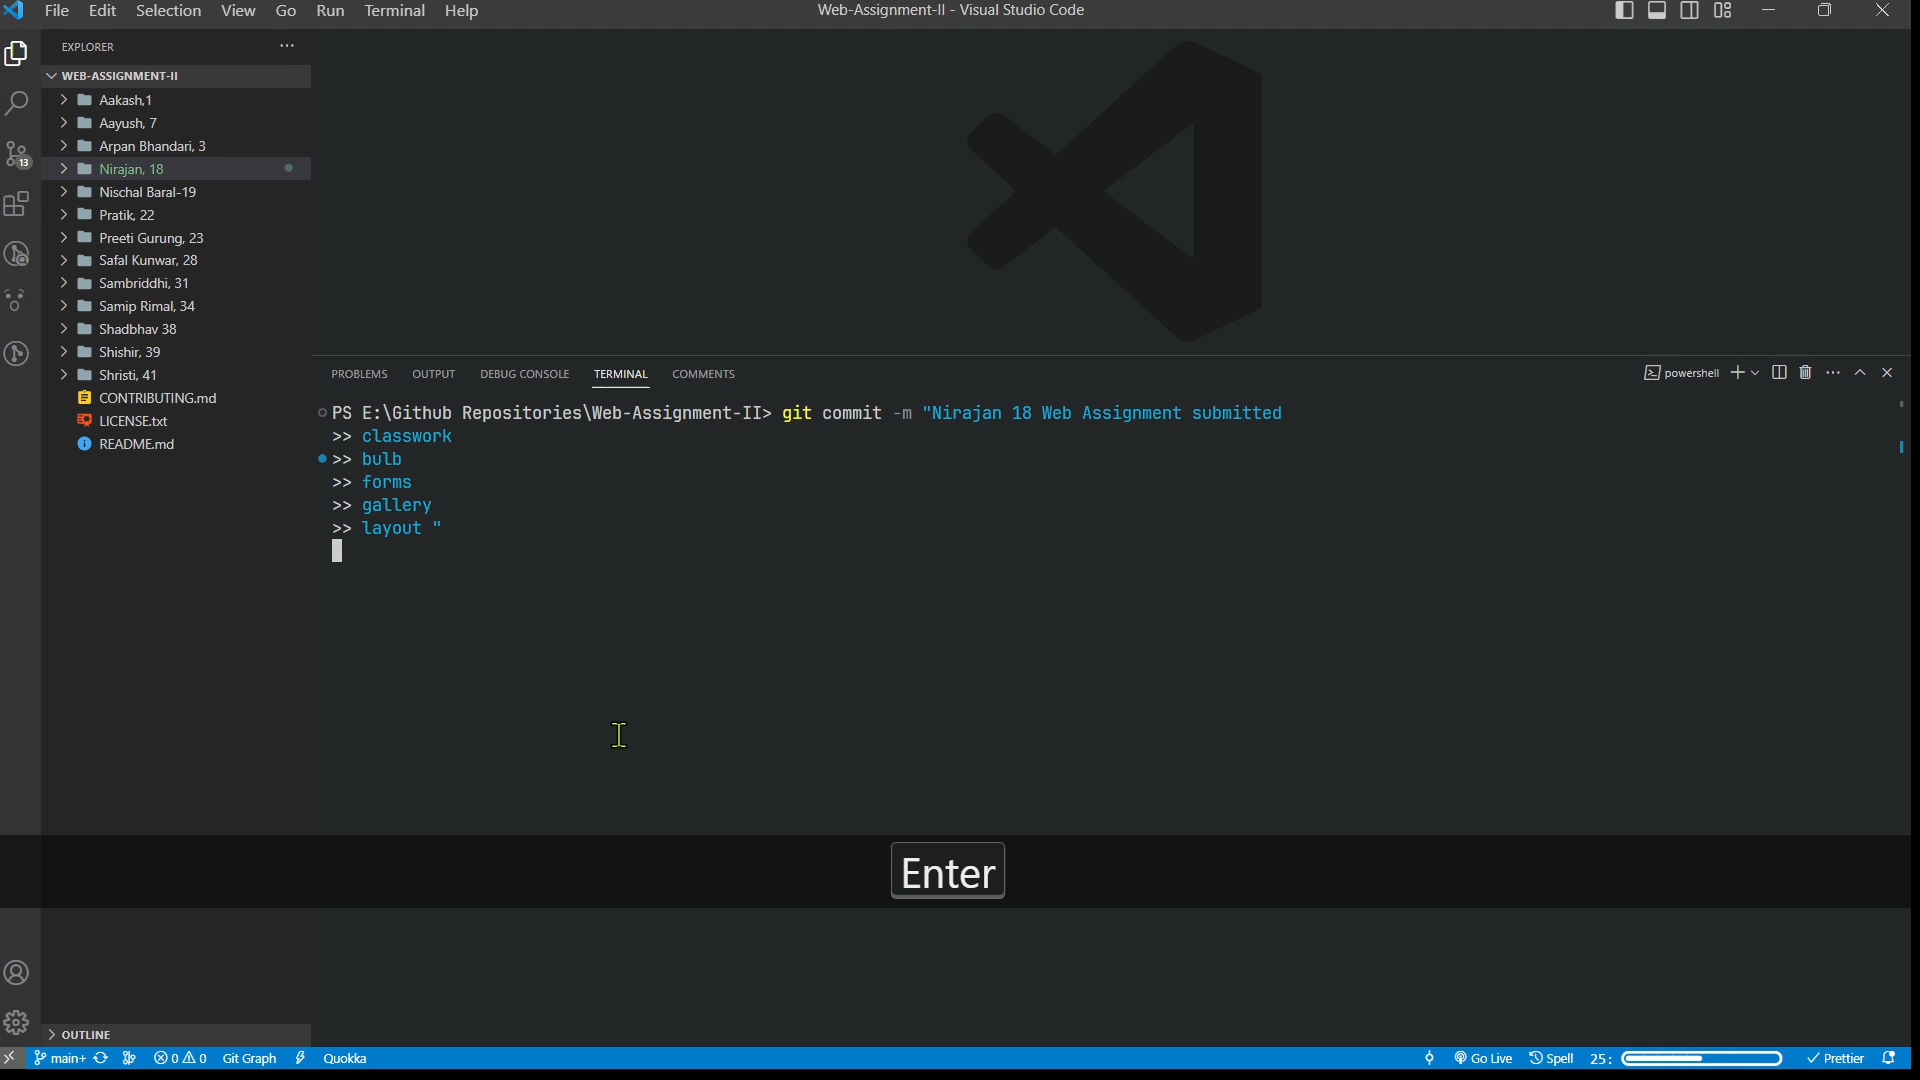 File Edit Selection View Go Run Terminal Help
Web-Assignment-II - Visual Studio Code
EXPLORER
WEB-ASSIGNMENT-II
Aakash,1
Aayush, 7
Arpan Bhandari, 3
Nirajan, 18
Nischal Baral-19
Pratik, 22
Preeti Gurung, 23
Safal Kunwar, 28
Sambriddhi, 31
Samip Rimal, 34
Shadbhav 38
Shishir, 39
Shristi, 41
CONTRIBUTING.md
LICENSE.txt
README.md
13
PROBLEMS OUTPUT DEBUG CONSOLE TERMINAL COMMENTS
powershell
PS E:\Github Repositories\Web-Assignment-II> git commit -m "Nirajan 18 Web Assignment submitted
>> classwork
>> bulb
>> forms
>> gallery
>> layout "
Enter
OUTLINE
main+ 0 0 Git Graph Quokka
Go Live Spell 25: Prettier